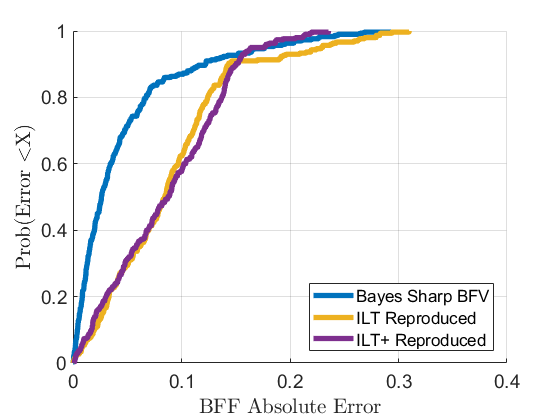 1
0.8
0.6
0.4
0.2
0
0 0.1 0.2 0.3 0.4
Prob(Error <X)
BFF Absolute Error
Bayes Sharp BFV
ILT Reproduced
ILT+ Reproduced